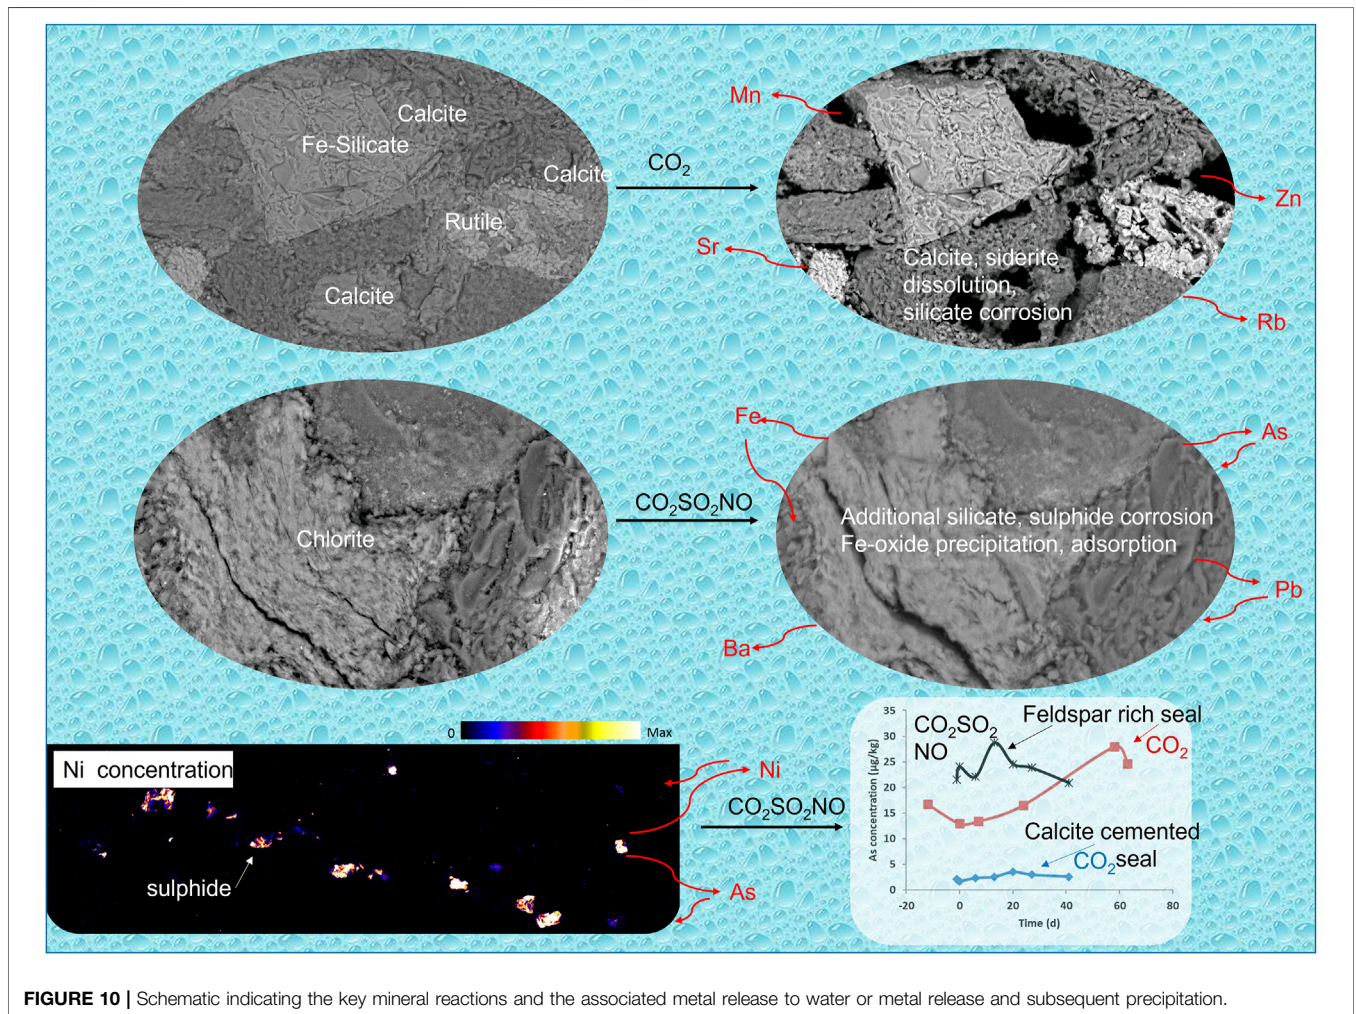 Calcite
Fe-Silicate
Calcite
Rutile
Calcite
CO₂
Mn
Zn
Sr
Calcite, siderite
dissolution,
silicate corrosion
Rb
Chlorite
CO₂SO₂NO
Fe
As
Additional silicate, sulphide corrosion
Fe-oxide precipitation, adsorption
Pb
Ba
0
Max
Ni concentration
sulphide
Ni
CO₂SO₂NO
As
CO₂SO₂
NO
Feldspar rich seal
CO₂
Calcite cemented
CO₂ seal
As concentration (µg/kg)
35
30
25
20
15
10
5
0
-20 0 20 40 60 80
Time (d)
FIGURE 10 | Schematic indicating the key mineral reactions and the associated metal release to water or metal release and subsequent precipitation.